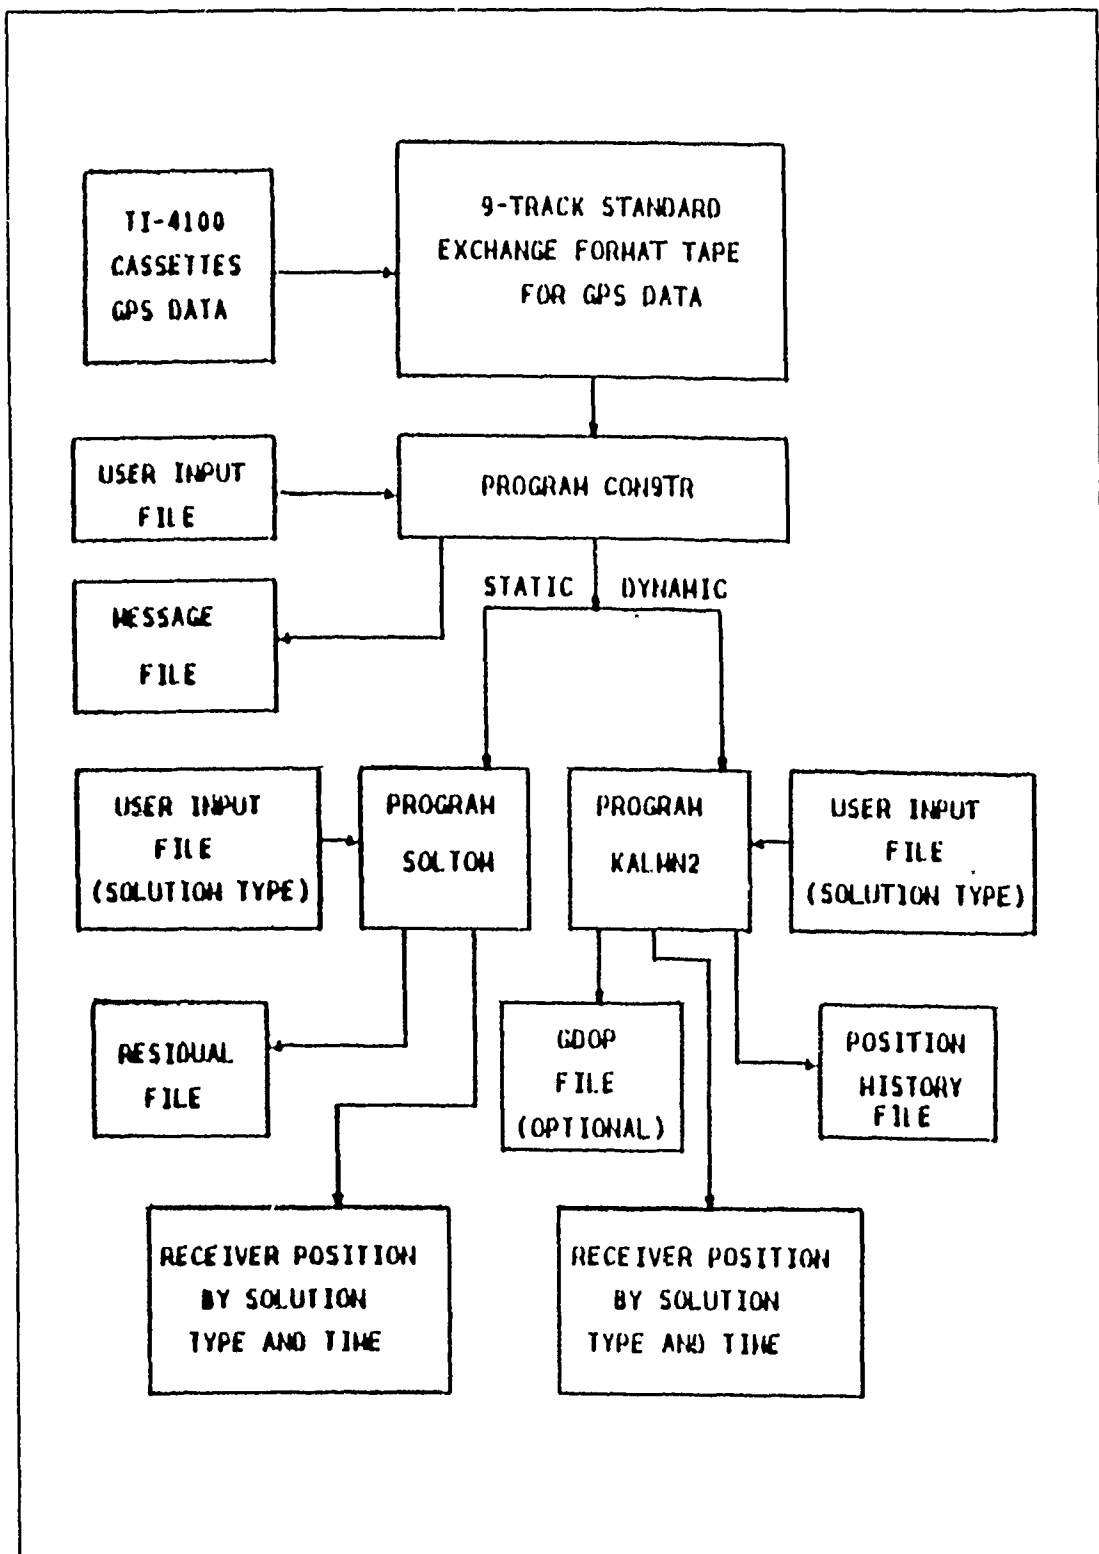 TI-4100
CASSETTES
GPS DATA
9-TRACK STANDARD
EXCHANGE FORMAT TAPE
FOR GPS DATA
USER INPUT
FILE
PROGRAM CON9TR
MESSAGE
FILE
STATIC DYNAMIC
USER INPUT
FILE
(SOLUTION TYPE)
PROGRAM
SOLTOM
PROGRAM
KALMN2
USER INPUT
FILE
(SOLUTION TYPE)
RESIDUAL
FILE
GDOP
FILE
(OPTIONAL)
POSITION
HISTORY
FILE
RECEIVER POSITION
BY SOLUTION
TYPE AND TIME
RECEIVER POSITION
BY SOLUTION
TYPE AND TIME